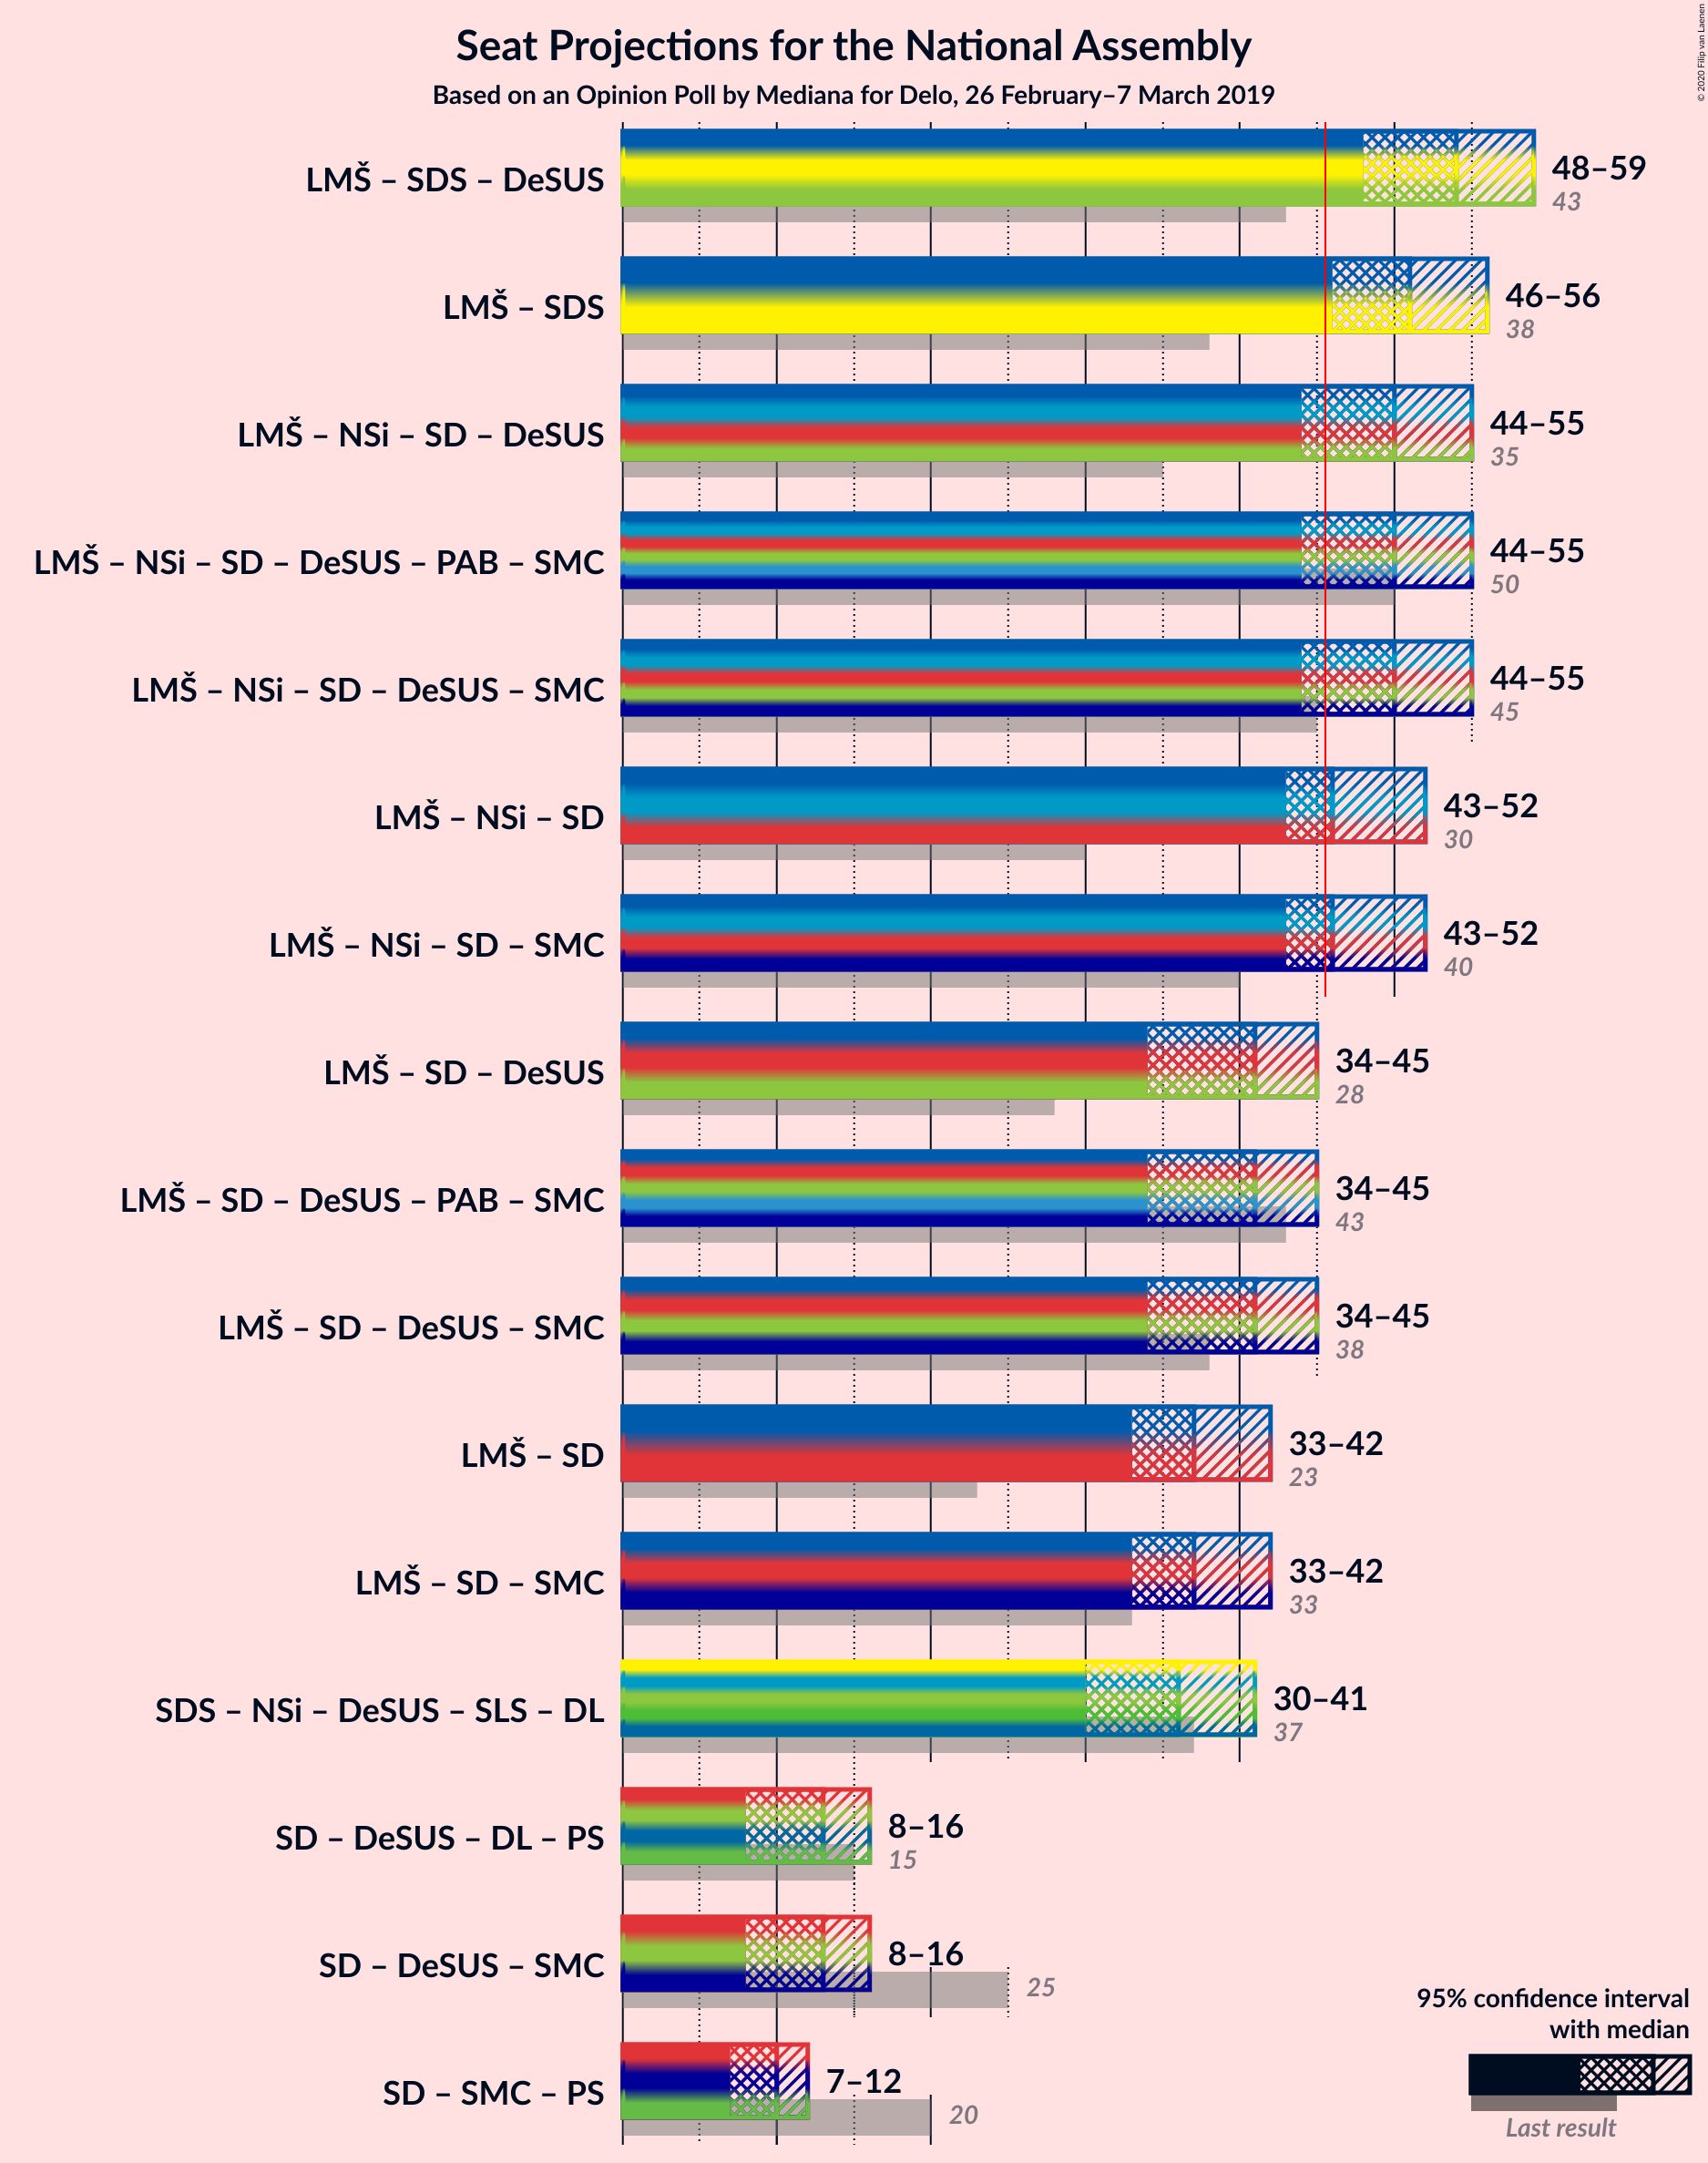 Seat Projections for the National Assembly
Based on an Opinion Poll by Mediana for Delo, 26 February–7 March 2019
© 2020 Filip van Laenen
LMŠ – SDS – DeSUS
48–59
43
LMŠ – SDS
46–56
38
LMŠ – NSi – SD – DeSUS
44–55
35
LMŠ – NSi – SD – DeSUS – PAB – SMC
44–55
50
LMŠ – NSi – SD – DeSUS – SMC
44–55
45
LMŠ – NSi – SD
43–52
30
LMŠ – NSi – SD – SMC
43–52
40
LMŠ – SD – DeSUS
34–45
28
LMŠ – SD – DeSUS – PAB – SMC
34–45
43
LMŠ – SD – DeSUS – SMC
34–45
38
LMŠ – SD
33–42
23
LMŠ – SD – SMC
33–42
33
SDS – NSi – DeSUS – SLS – DL
30–41
37
SD – DeSUS – DL – PS
8–16
15
SD – DeSUS – SMC
8–16
25
SD – SMC – PS
7–12
20
95% confidence interval
with median
Last result